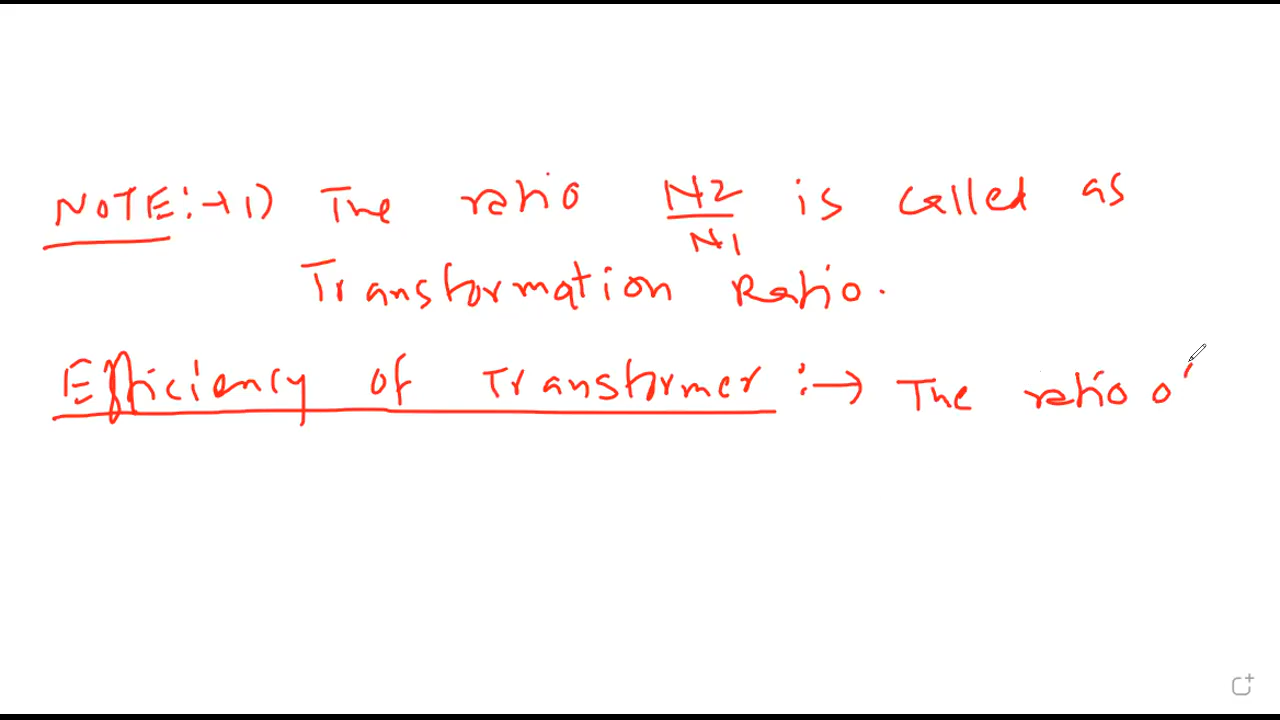 NOTE:→1) The ratio N2/N1 is called as
Transformation Ratio.
Efficiency of Transformer :→ The ratio o